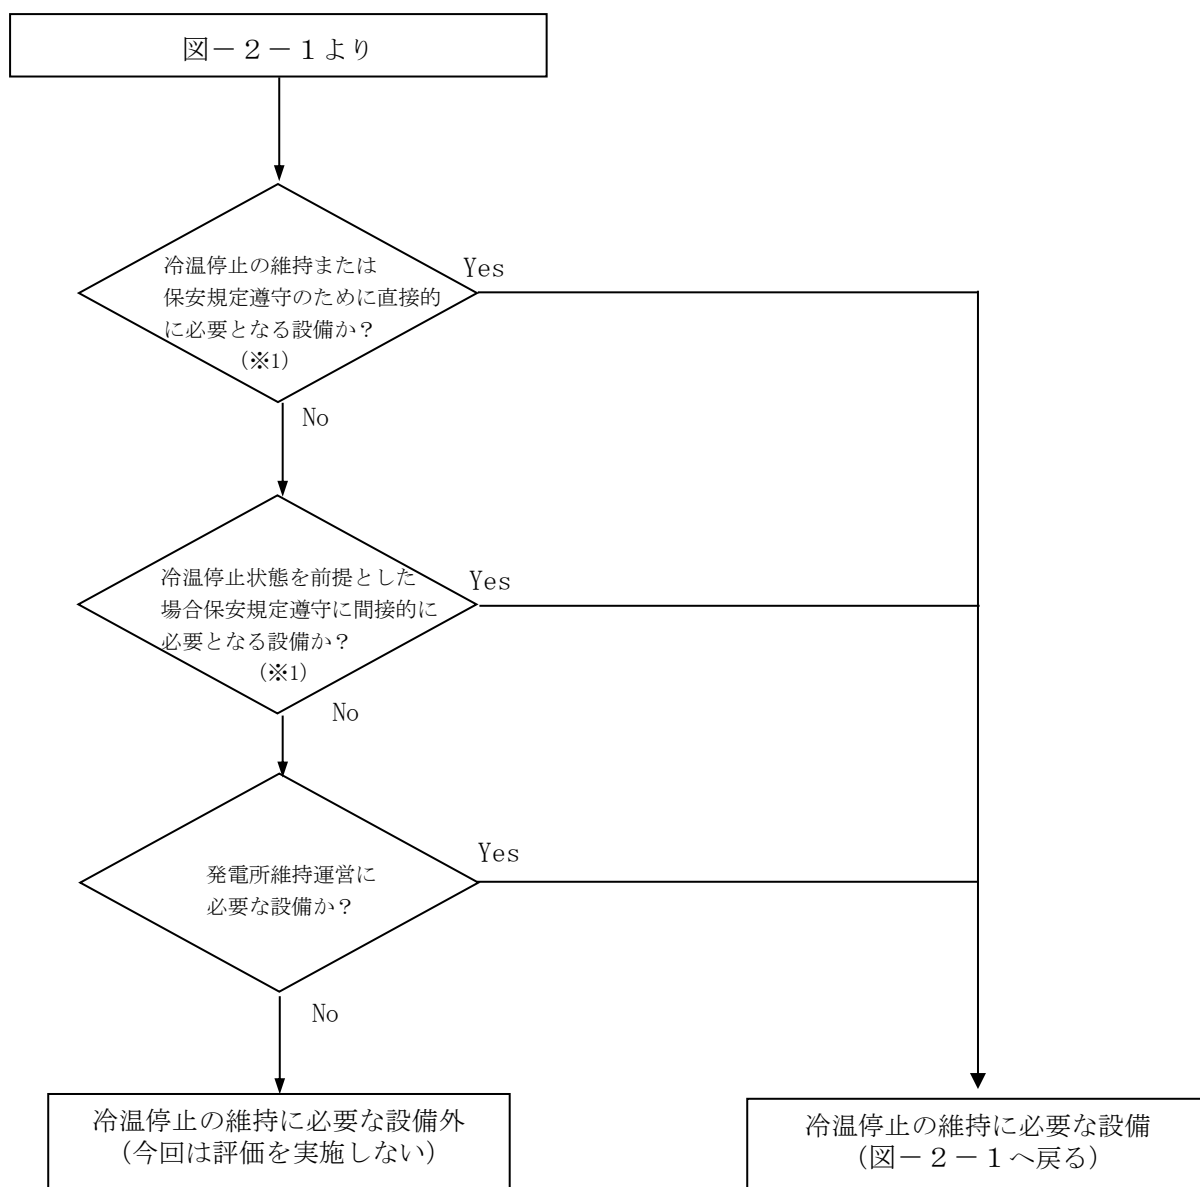 図－２－１より
冷温停止の維持または
保安規定遵守のために直接的
に必要となる設備か？
(※1)
Yes
No
冷温停止状態を前提とした
場合保安規定遵守に間接的に
必要となる設備か？
(※1)
Yes
No
発電所維持運営に
必要な設備か？
Yes
No
冷温停止の維持に必要な設備外
（今回は評価を実施しない）
冷温停止の維持に必要な設備
（図－２－１へ戻る）